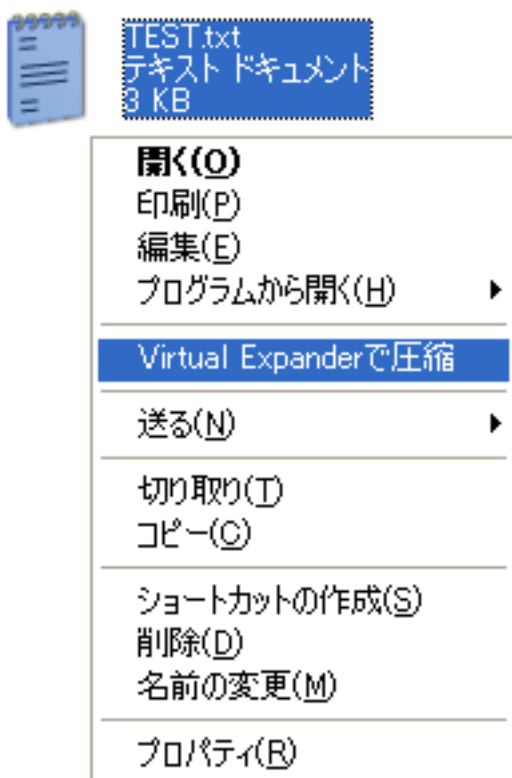 TEST.txt
テキスト ドキュメント
3 KB
開く(O)
印刷(P)
編集(E)
プログラムから開く(H)
Virtual Expanderで圧縮
送る(N)
切り取り(T)
コピー(C)
ショートカットの作成(S)
削除(D)
名前の変更(M)
プロパティ(R)